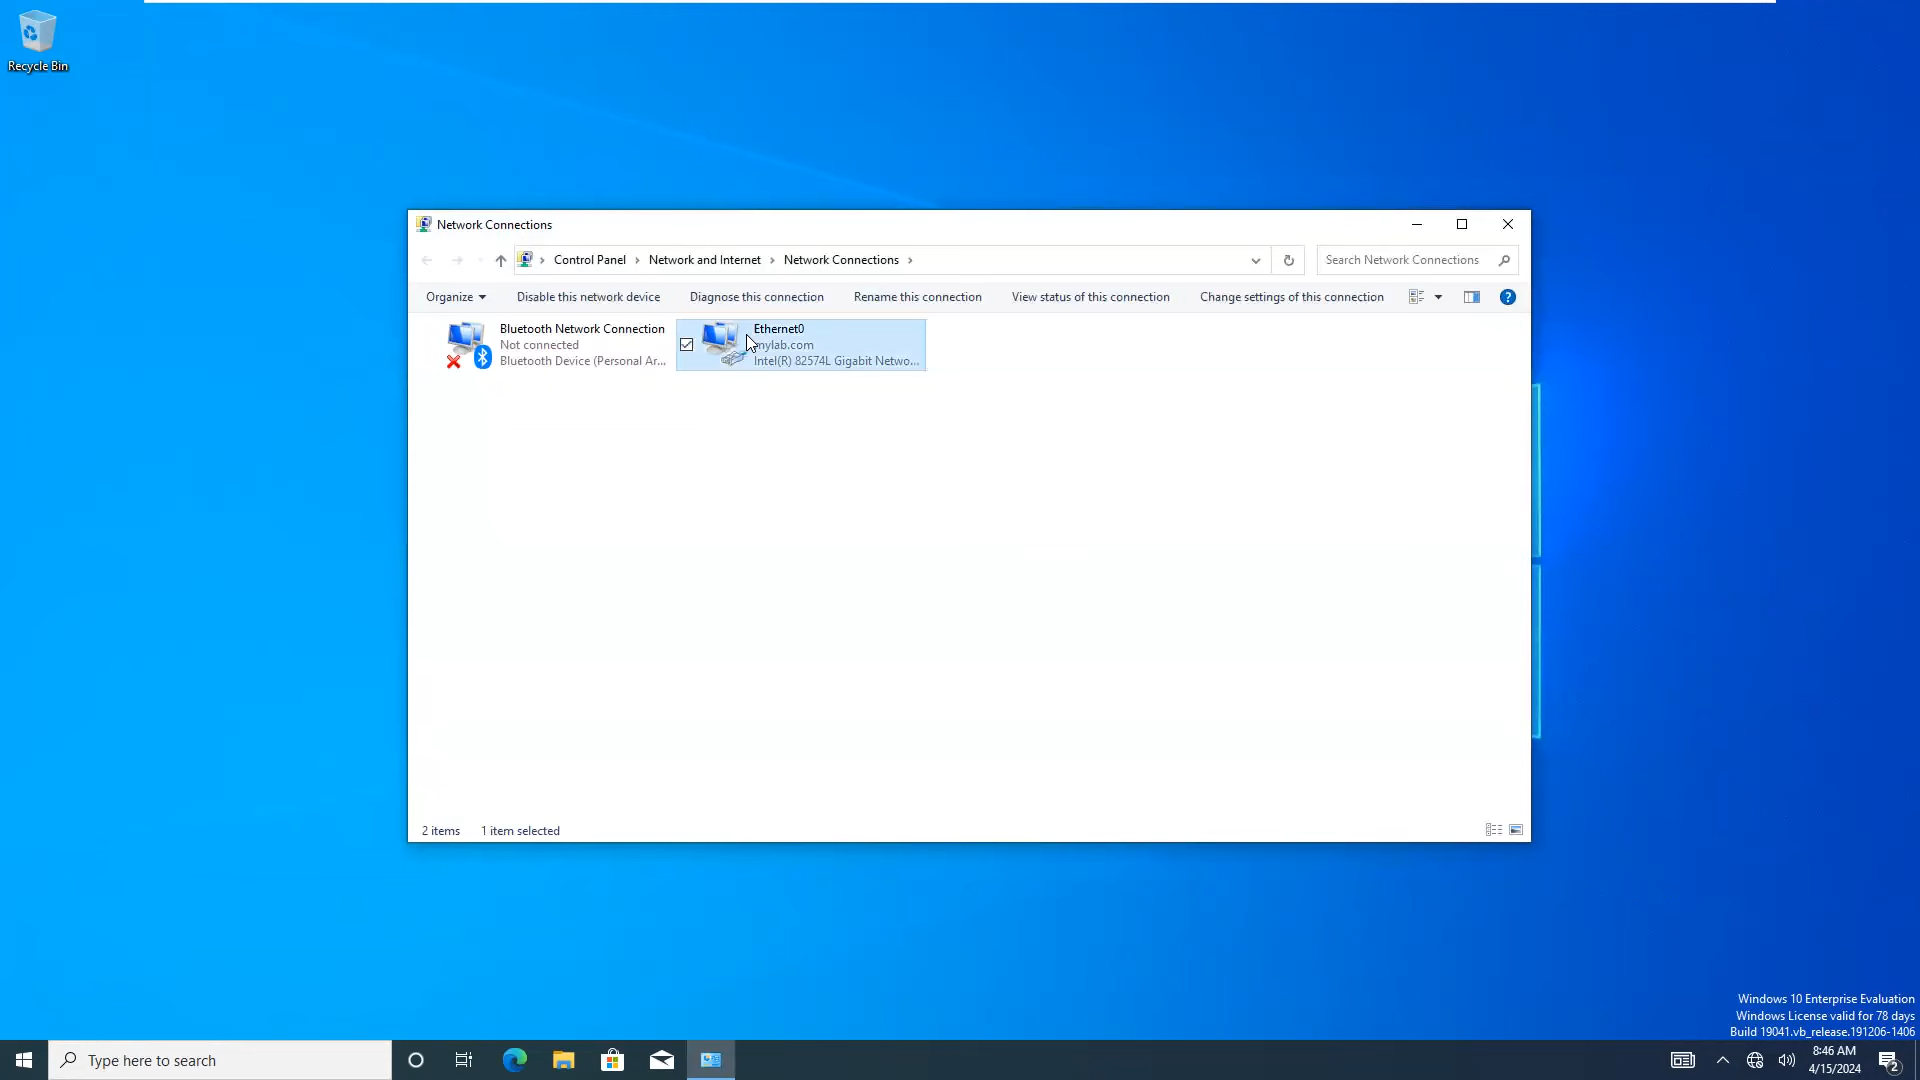 Recycle Bin
Network Connections
Control Panel
Network and Internet
Network Connections
Search Network Connections
Organize
Disable this network device
Diagnose this connection
Rename this connection
View status of this connection
Change settings of this connection
?
Bluetooth Network Connection
Not connected
Bluetooth Device (Personal Ar...
Ethernet0
mylab.com
Intel(R) 82574L Gigabit Netwo...
2 items
1 item selected
Windows 10 Enterprise Evaluation
Windows License valid for 78 days
Build 19041.vb_release.191206-1406
Type here to search
8:46 AM
4/15/2024
2